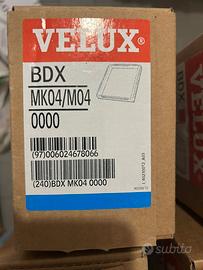 VELUX®
BDX
MK04/M04
0000
(97)006024678066
(240)BDX MK04 0000
subito